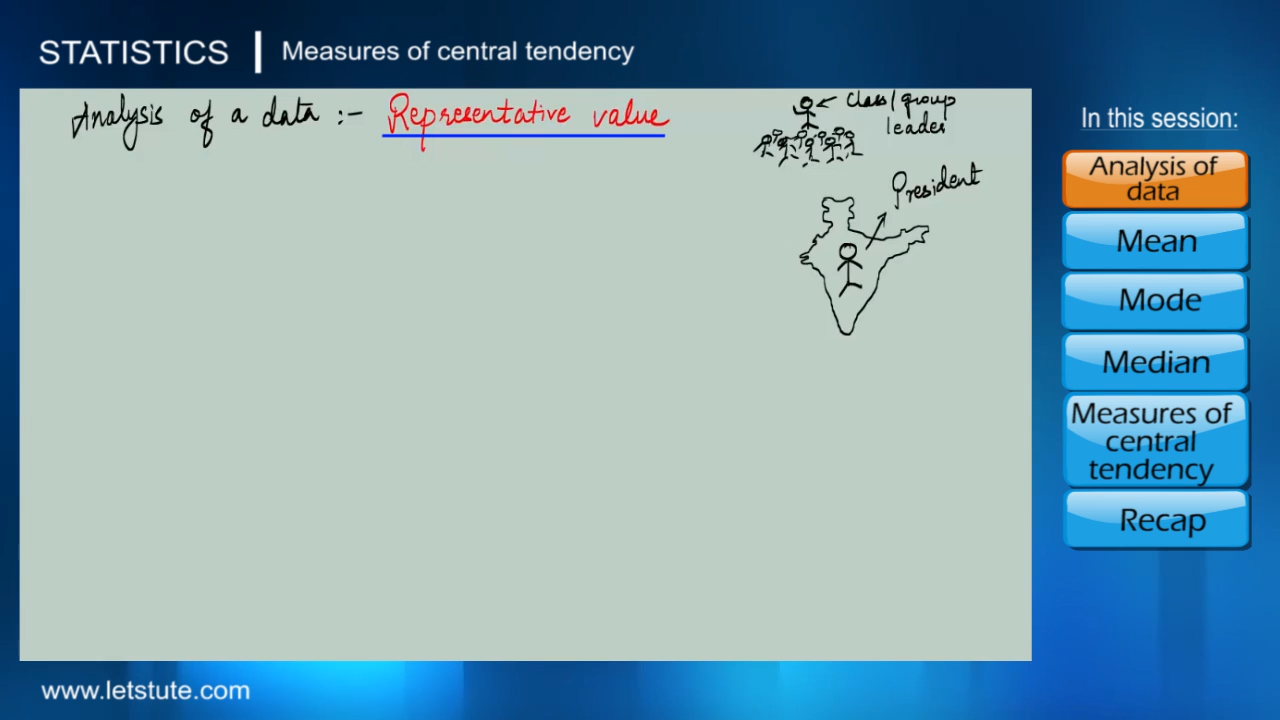 STATISTICS | Measures of central tendency
Analysis of a data :- Representative value
class/group
leader
President
In this session:
Analysis of
data
Mean
Mode
Median
Measures of
central
tendency
Recap
www.letstute.com